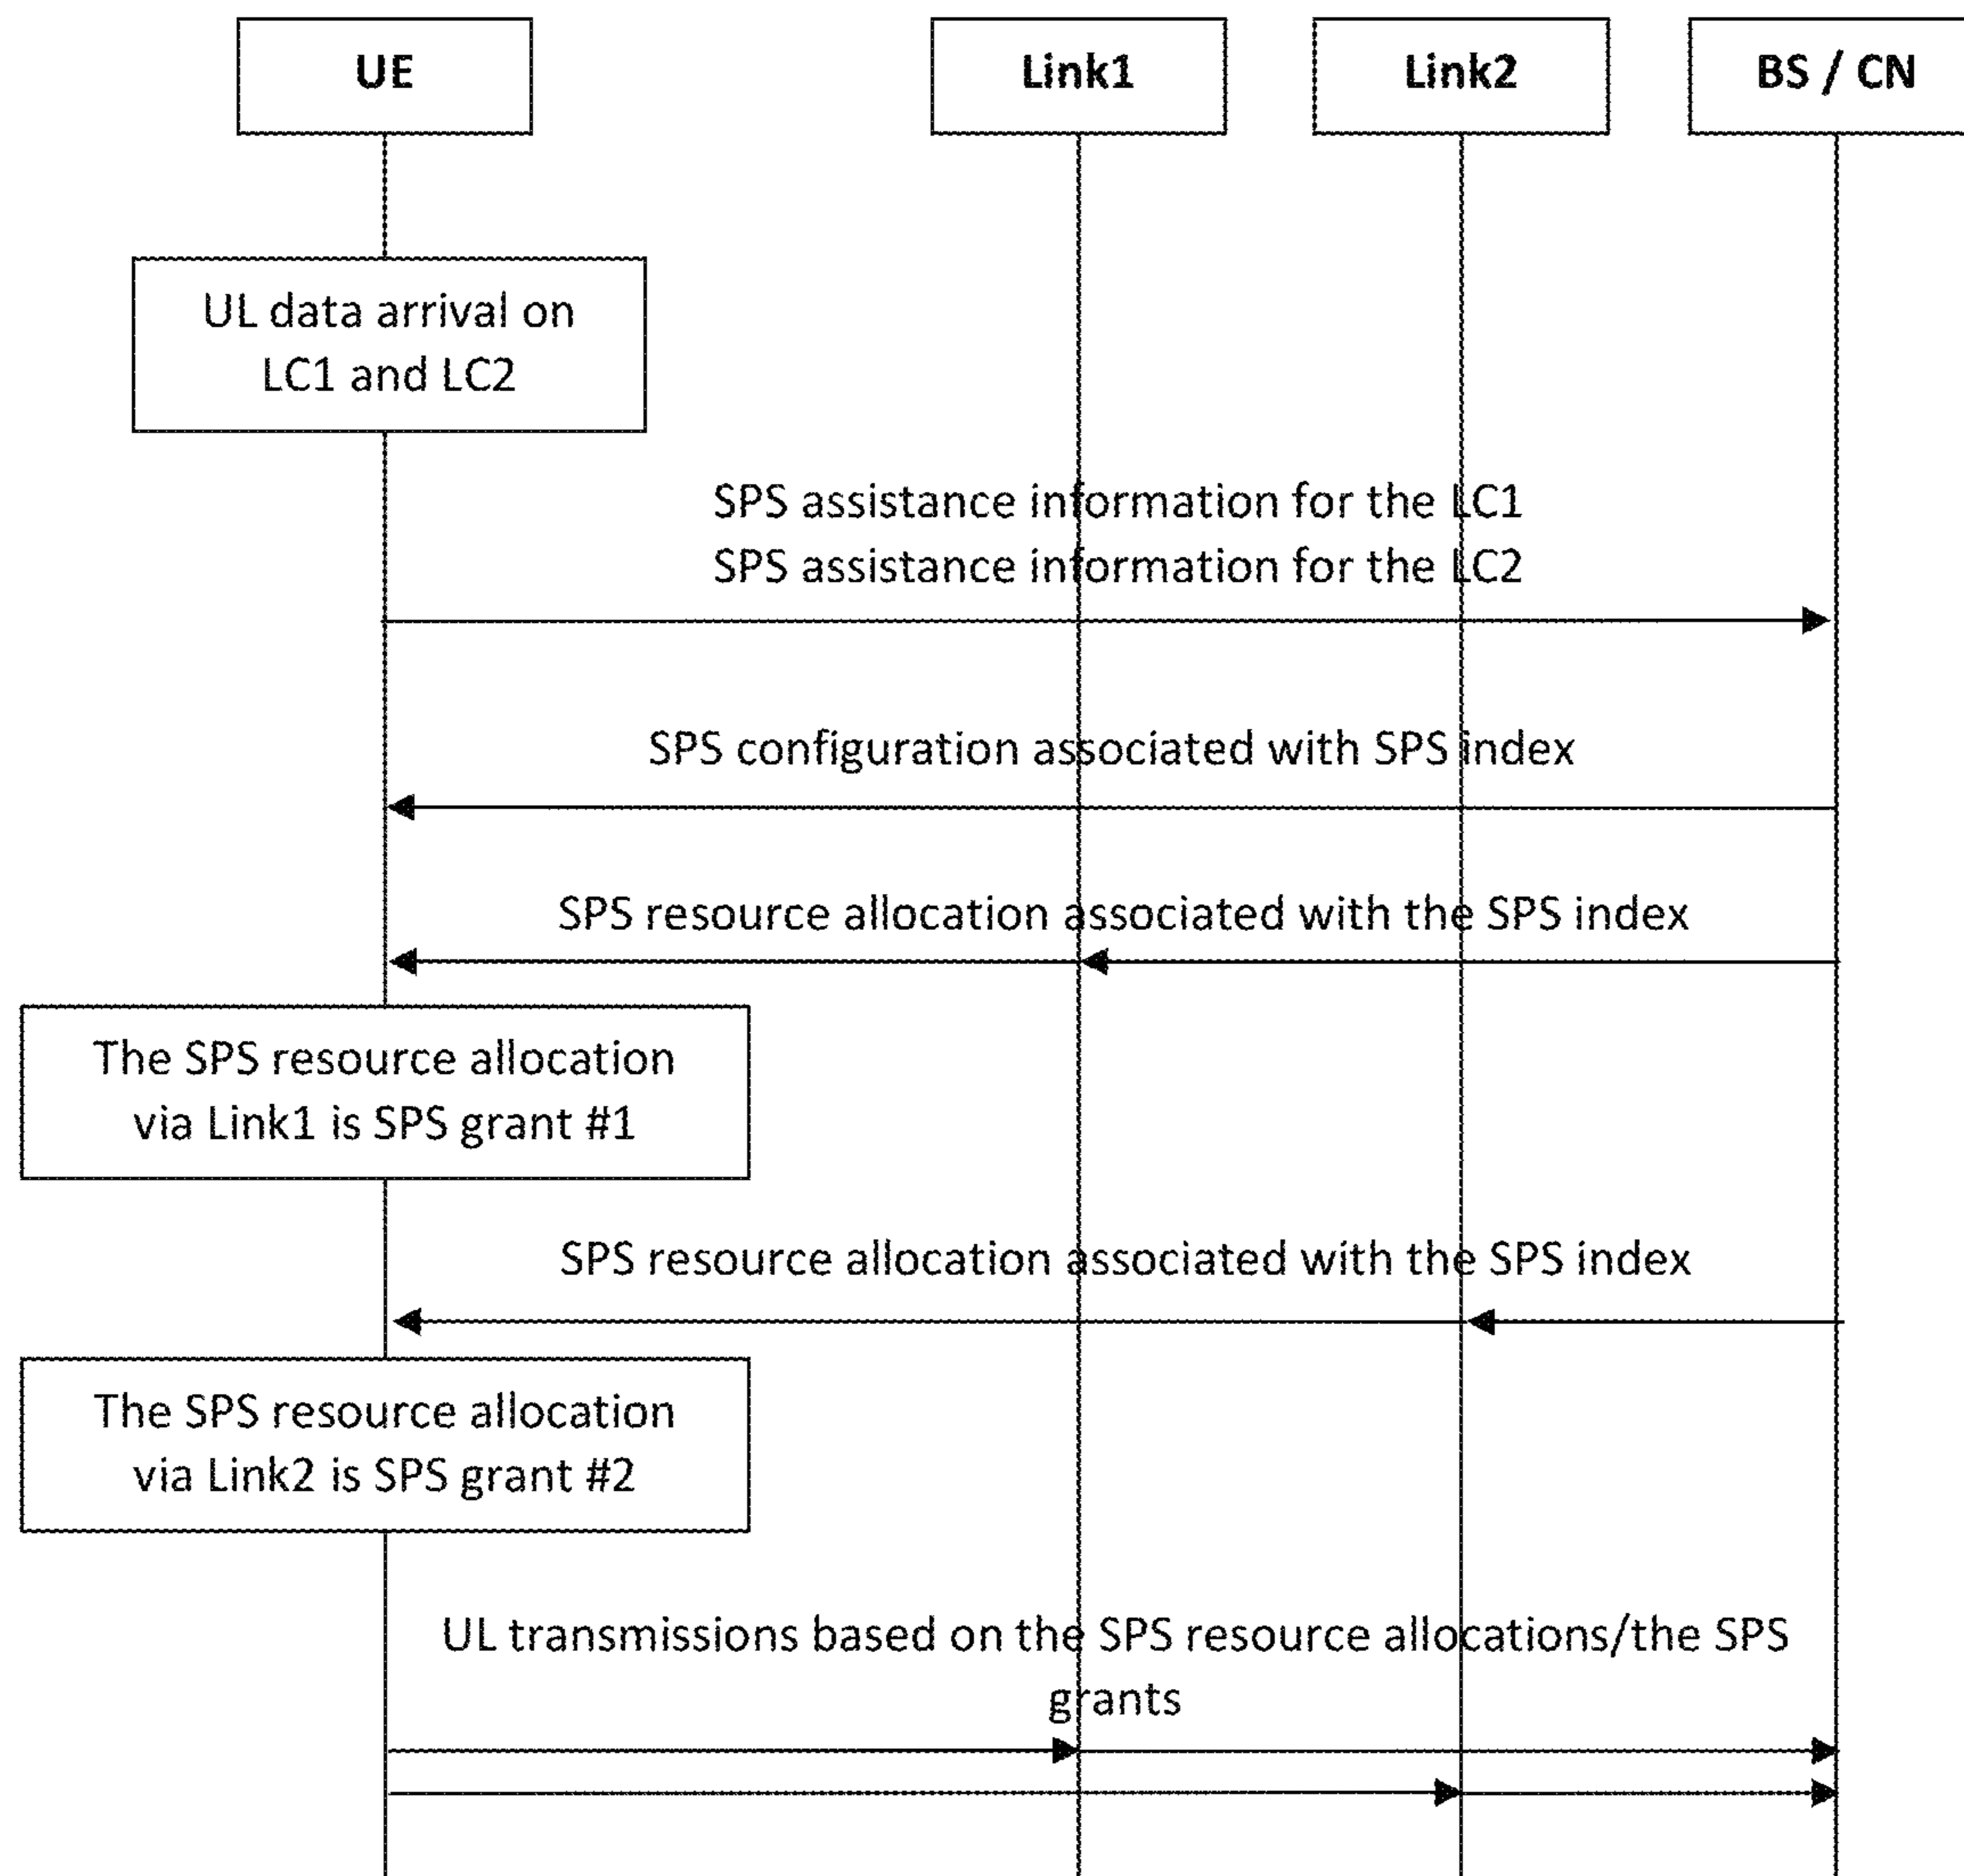 UE
Link1
Link2
BS / CN
UL data arrival on
LC1 and LC2
SPS assistance information for the LC1
SPS assistance information for the LC2
SPS configuration associated with SPS index
SPS resource allocation associated with the SPS index
The SPS resource allocation
via Link1 is SPS grant #1
SPS resource allocation associated with the SPS index
The SPS resource allocation
via Link2 is SPS grant #2
UL transmissions based on the SPS resource allocations/the SPS
grants